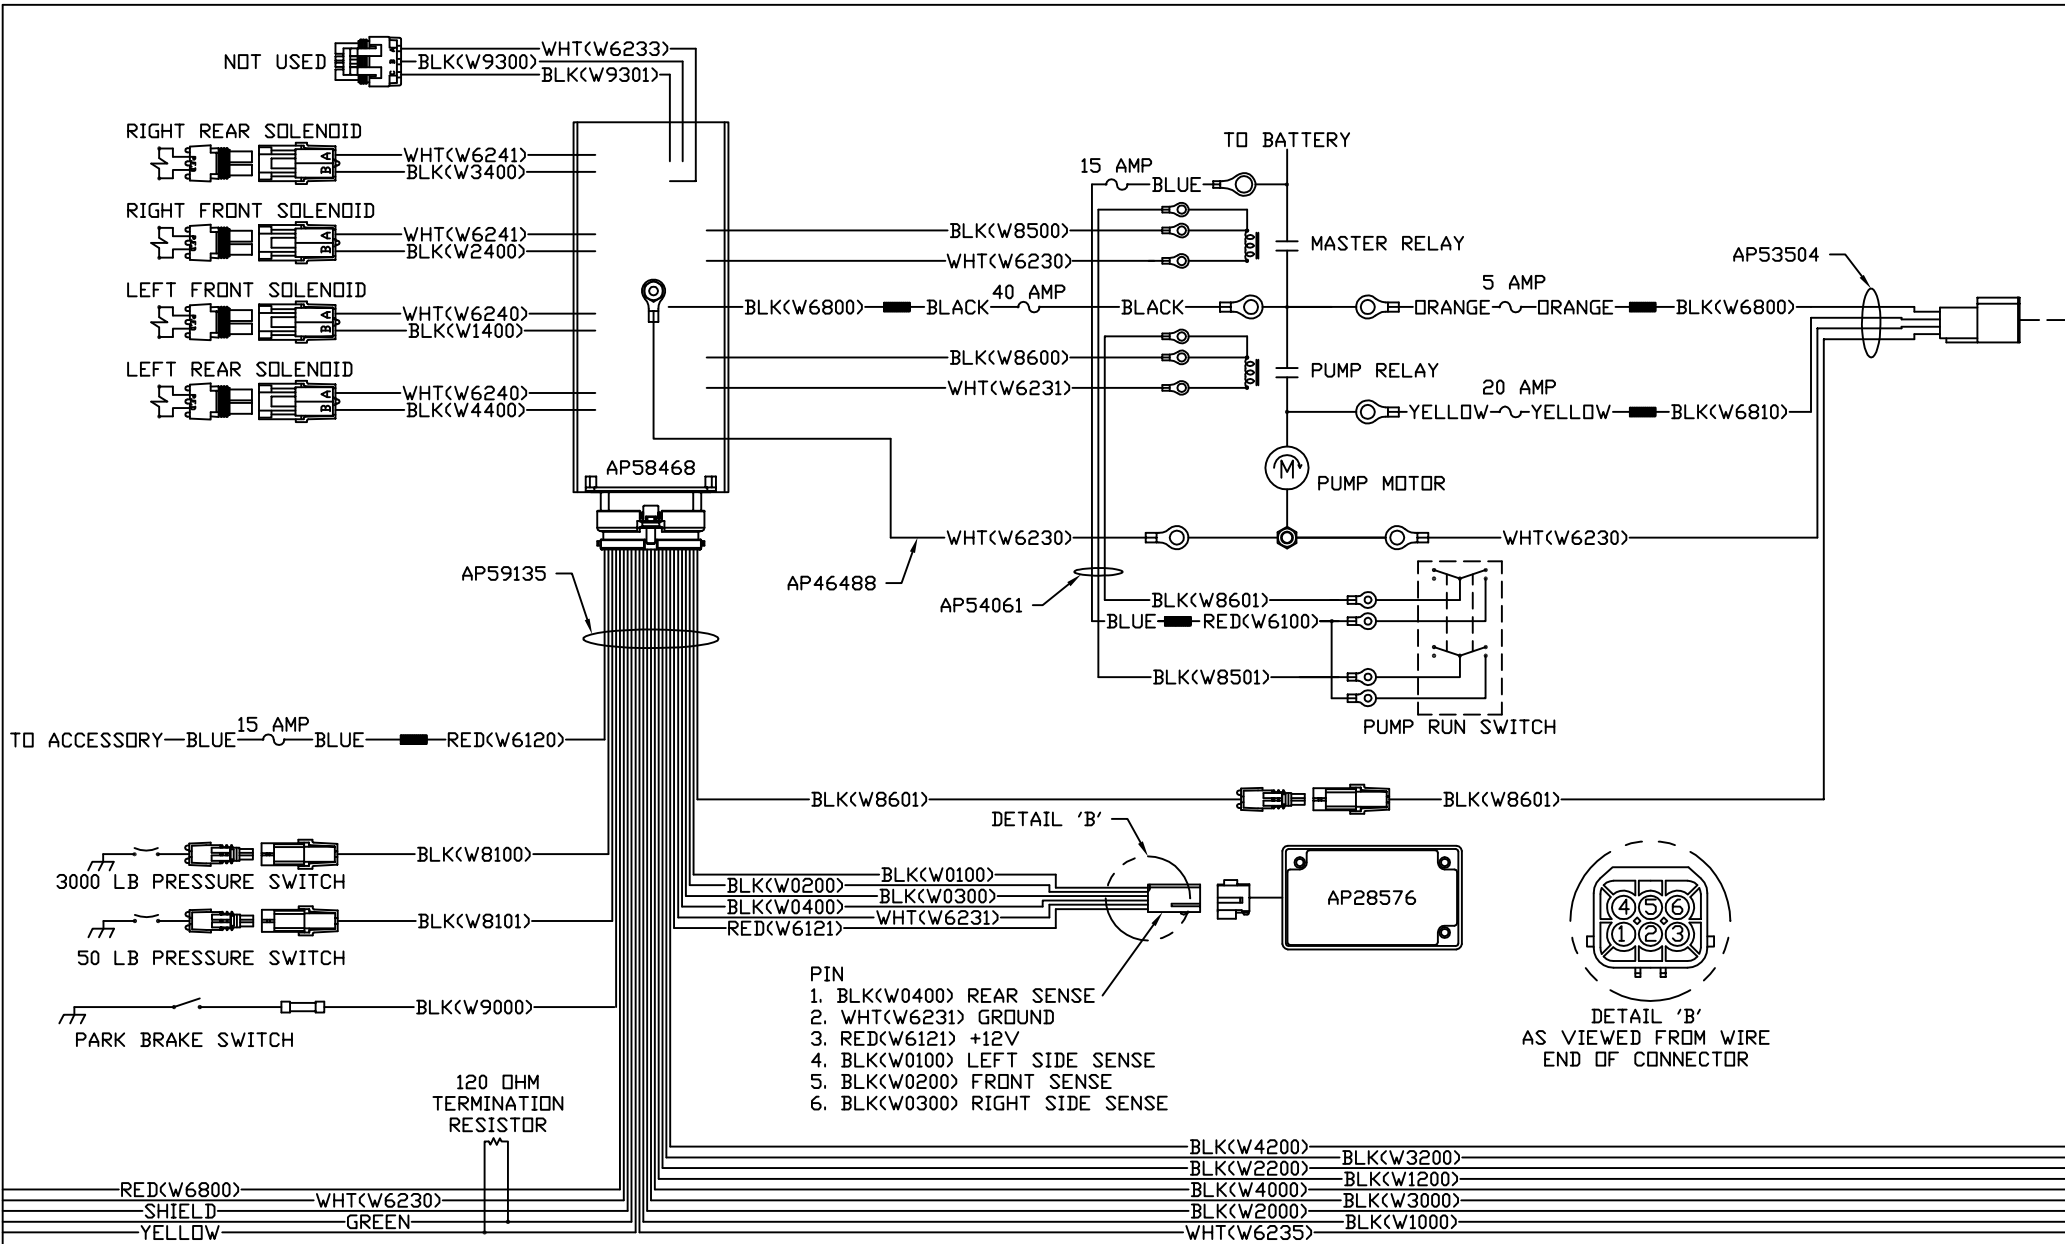 NOT USED
WHT(W6233)
BLK(W9300)
BLK(W9301)
RIGHT REAR SOLENOID
A
B
WHT(W6241)
BLK(W3400)
RIGHT FRONT SOLENOID
A
B
WHT(W6241)
BLK(W2400)
LEFT FRONT SOLENOID
A
B
WHT(W6240)
BLK(W1400)
LEFT REAR SOLENOID
A
B
WHT(W6240)
BLK(W4400)
AP58468
TO BATTERY
15 AMP
BLUE
BLK(W8500)
WHT(W6230)
MASTER RELAY
BLK(W6800)
BLACK
40 AMP
BLACK
5 AMP
ORANGE
ORANGE
BLK(W6800)
AP53504
BLK(W8600)
WHT(W6231)
PUMP RELAY
20 AMP
YELLOW
YELLOW
BLK(W6810)
M
PUMP MOTOR
WHT(W6230)
WHT(W6230)
AP59135
AP46488
AP54061
BLK(W8601)
BLUE
RED(W6100)
BLK(W8501)
PUMP RUN SWITCH
TO ACCESSORY
BLUE
15 AMP
BLUE
RED(W6120)
BLK(W8601)
BLK(W8601)
DETAIL 'B'
BLK(W8100)
3000 LB PRESSURE SWITCH
BLK(W8101)
50 LB PRESSURE SWITCH
BLK(W9000)
PARK BRAKE SWITCH
BLK(W0100)
BLK(W0200)
BLK(W0300)
BLK(W0400)
WHT(W6231)
RED(W6121)
AP28576
4 5 6
1 2 3
DETAIL 'B'
AS VIEWED FROM WIRE
END OF CONNECTOR
PIN
1. BLK(W0400) REAR SENSE
2. WHT(W6231) GROUND
3. RED(W6121) +12V
4. BLK(W0100) LEFT SIDE SENSE
5. BLK(W0200) FRONT SENSE
6. BLK(W0300) RIGHT SIDE SENSE
120 OHM
TERMINATION
RESISTOR
RED(W6800)
WHT(W6230)
SHIELD
GREEN
YELLOW
BLK(W4200)
BLK(W3200)
BLK(W2200)
BLK(W1200)
BLK(W4000)
BLK(W3000)
BLK(W2000)
BLK(W1000)
WHT(W6235)